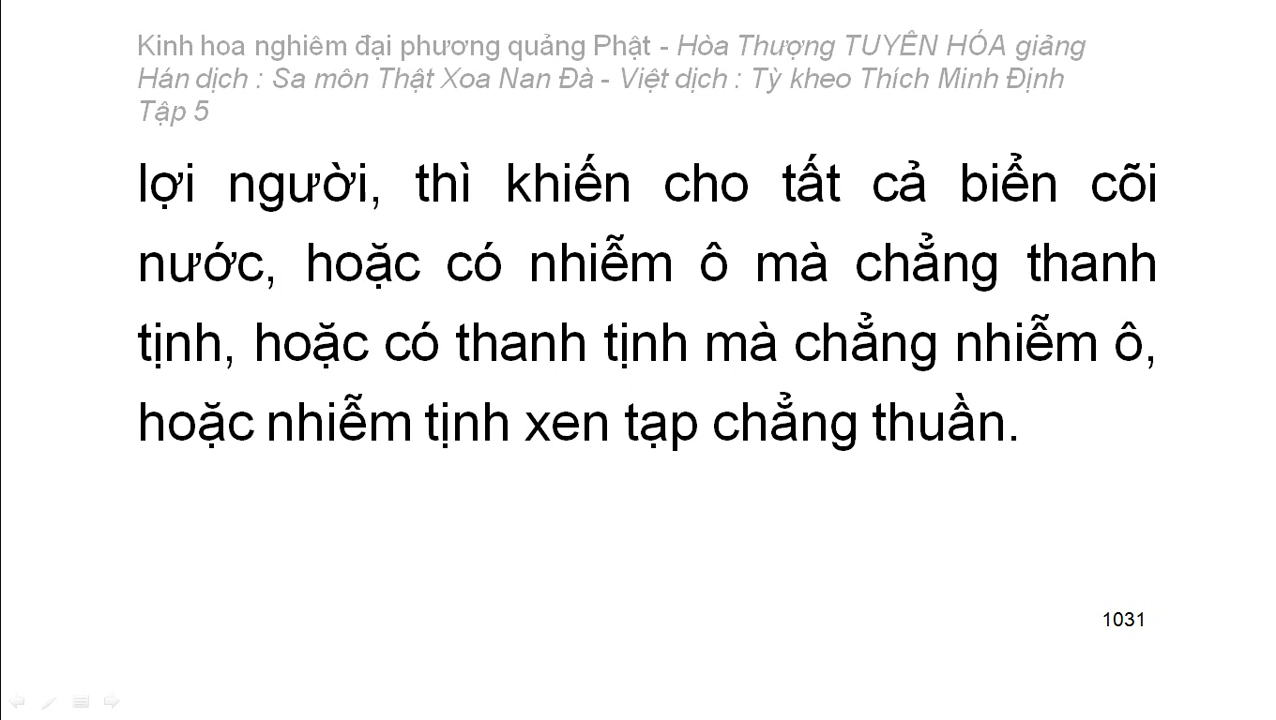 Kinh hoa nghiêm đại phương quảng Phật - Hòa Thượng TUYÊN HÓA giảng
Hán dịch : Sa môn Thật Xoa Nan Đà - Việt dịch : Tỳ kheo Thích Minh Định
Tập 5
lợi người, thì khiến cho tất cả biển cõi
nước, hoặc có nhiễm ô mà chẳng thanh
tịnh, hoặc có thanh tịnh mà chẳng nhiễm ô,
hoặc nhiễm tịnh xen tạp chẳng thuần.
1031